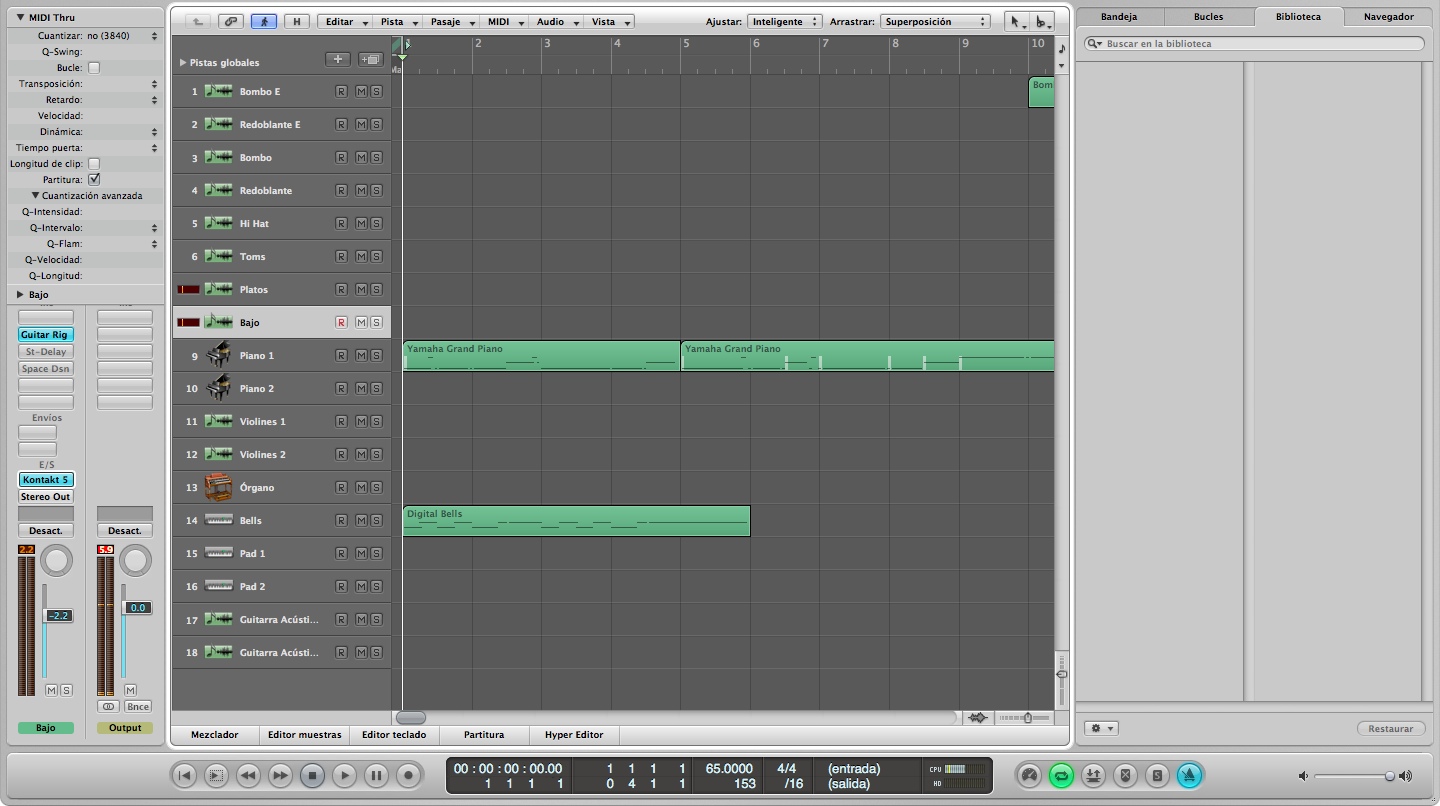 MIDI Thru
Cuantizar: no (3840)
Q-Swing:
Bucle:
Transposición:
Retardo:
Velocidad:
Dinámica:
Tiempo puerta:
Longitud de clip:
Partitura:
Cuantización avanzada
Q-Intensidad:
Q-Intervalo:
Q-Flam:
Q-Velocidad:
Q-Longitud:
Bajo
Guitar Rig
St-Delay
Space Dsn
Envíos
E/S
Kontakt 5
Stereo Out
Desact. Desact.
2.2 5.9
-2.2 0.0
M S M
Bnce
Bajo Output
H Editar Pista Pasaje MIDI Audio Vista Ajustar: Inteligente Arrastrar: Superposición
Pistas globales
1 2 3 4 5 6 7 8 9 10
Ma
1 Bombo E R M S
Bom
2 Redoblante E R M S
3 Bombo R M S
4 Redoblante R M S
5 Hi Hat R M S
6 Toms R M S
Platos R M S
Bajo R M S
9 Piano 1 R M S
Yamaha Grand Piano Yamaha Grand Piano
10 Piano 2 R M S
11 Violines 1 R M S
12 Violines 2 R M S
13 Órgano R M S
14 Bells R M S
Digital Bells
15 Pad 1 R M S
16 Pad 2 R M S
17 Guitarra Acústi... R M S
18 Guitarra Acústi... R M S
Mezclador Editor muestras Editor teclado Partitura Hyper Editor
Bandeja Bucles Biblioteca Navegador
Buscar en la biblioteca
Restaurar
00 : 00 : 00 : 00.00 1 1 1 1 65.0000 4/4 (entrada) CPU
1 1 1 1 0 4 1 1 153 /16 (salida) HD
S